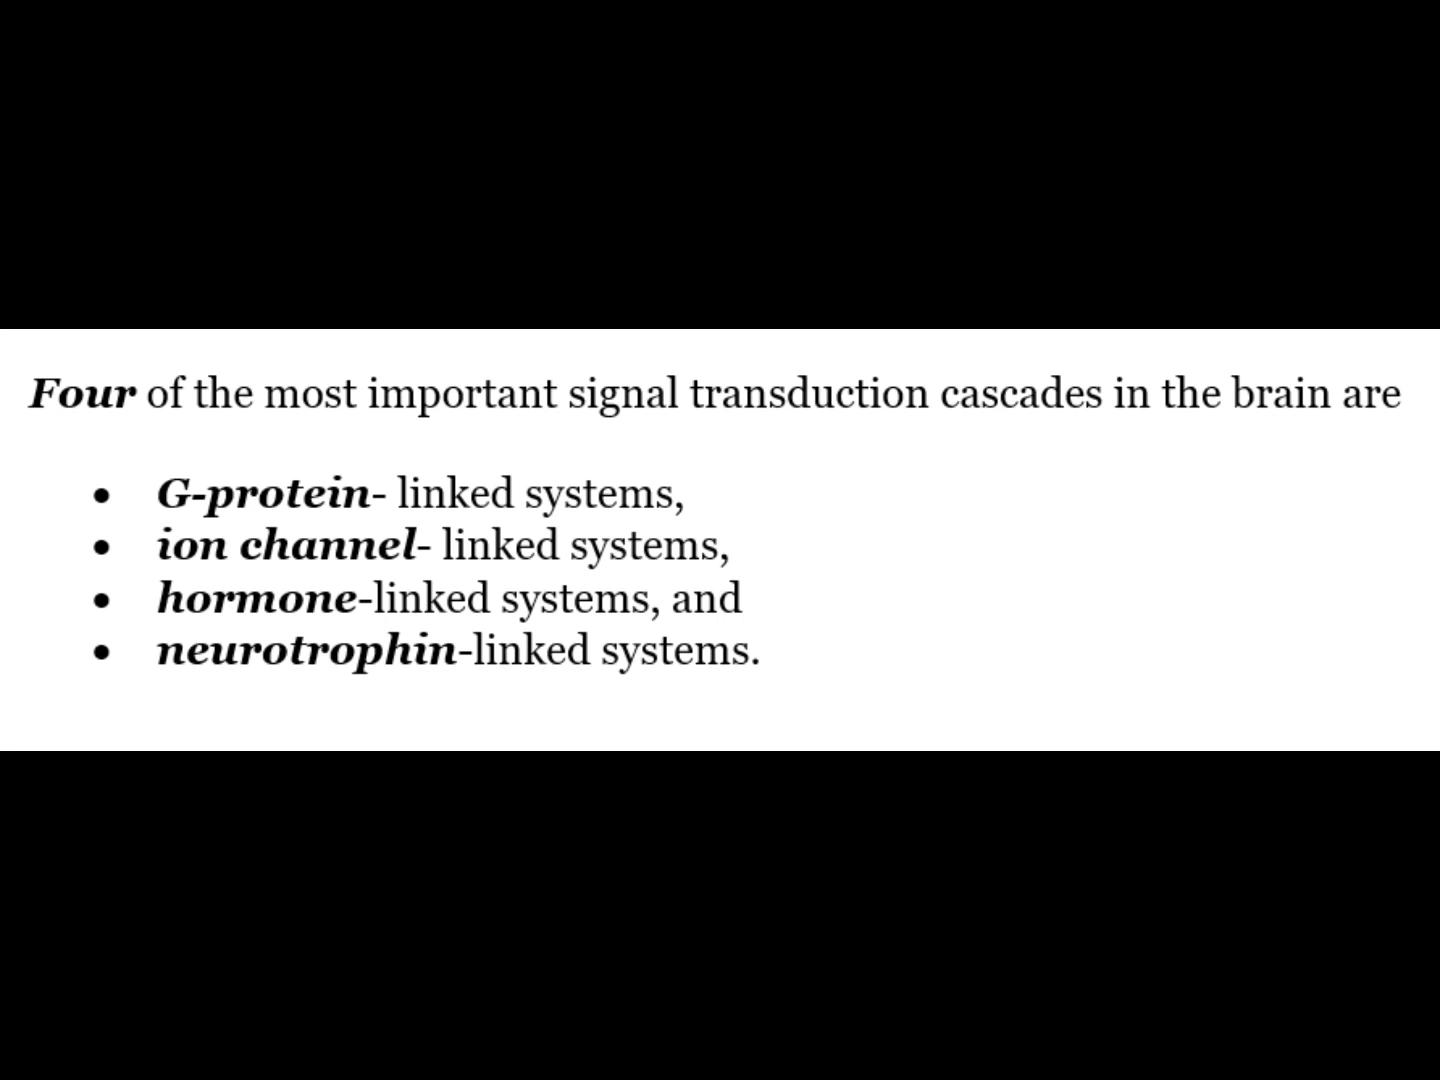 Four of the most important signal transduction cascades in the brain are
• G-protein- linked systems,
• ion channel- linked systems,
• hormone-linked systems, and
• neurotrophin-linked systems.